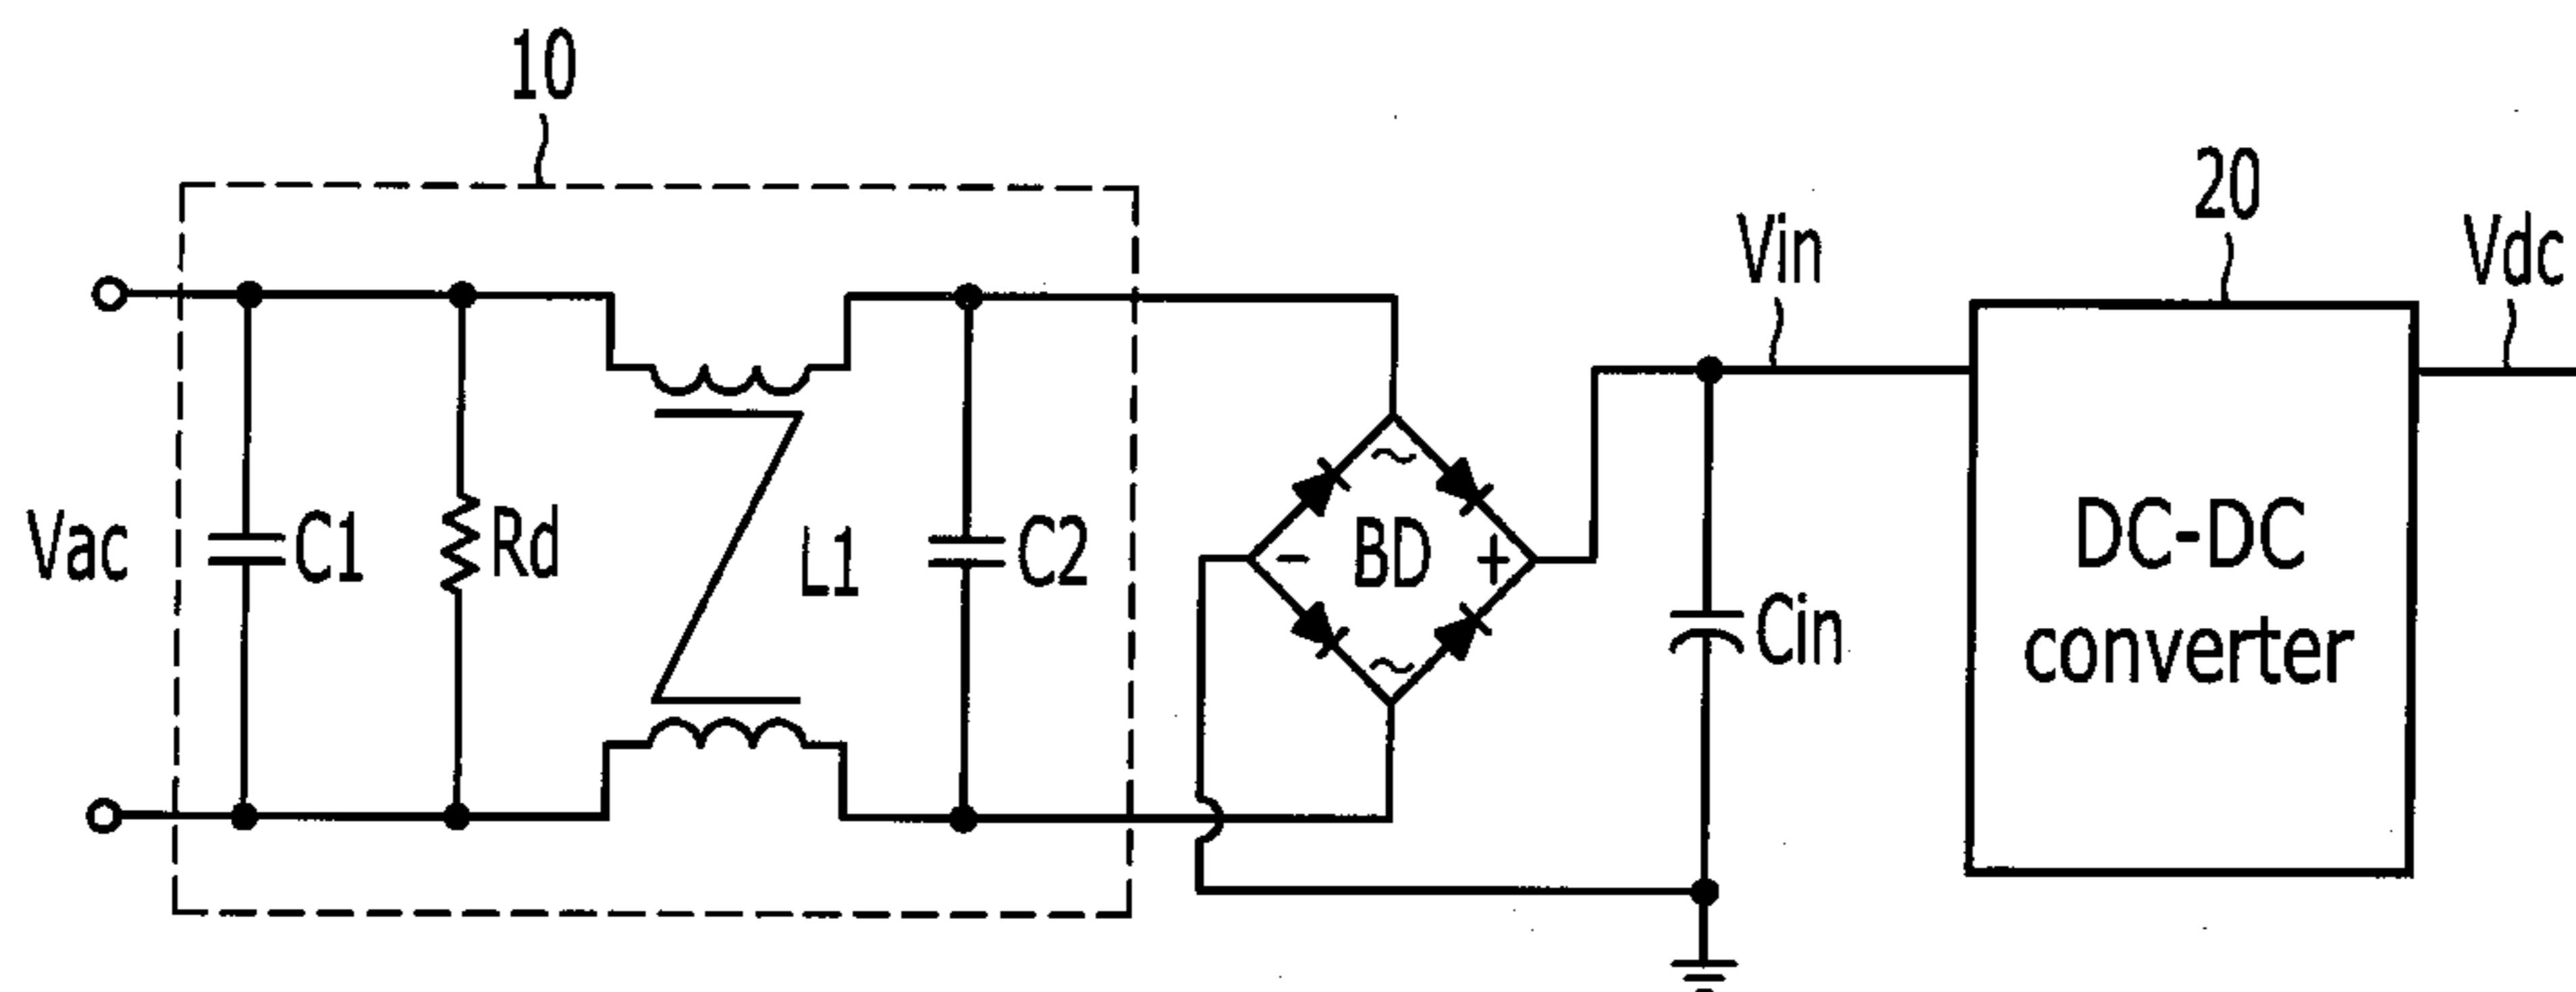 10
20
Vin
Vdc
Vac
C1
Rd
L1
C2
~
- BD +
~
Cin
DC-DC
converter